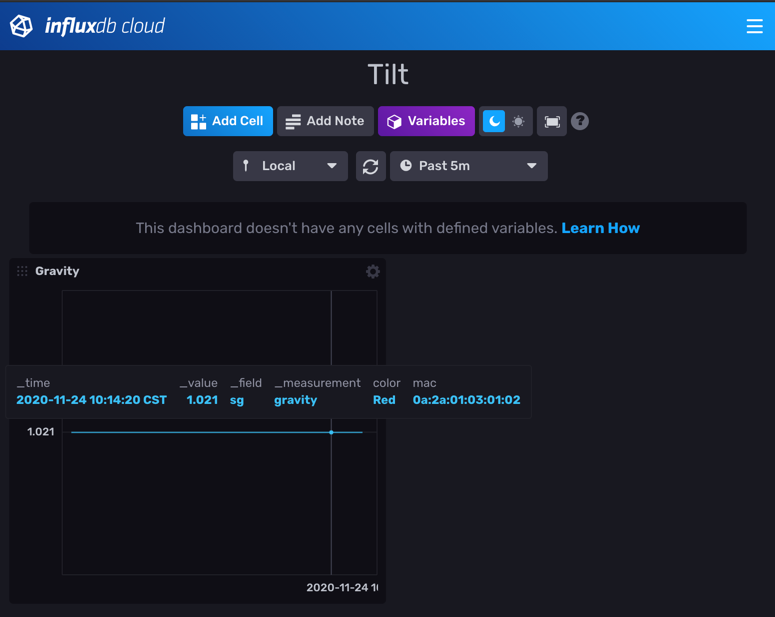 influxdb cloud
Tilt
Add Cell Add Note Variables ?
Local Past 5m
This dashboard doesn't have any cells with defined variables. Learn How
Gravity
_time _value _field _measurement color mac
2020-11-24 10:14:20 CST 1.021 sg gravity Red 0a:2a:01:03:01:02
1.021
2020-11-24